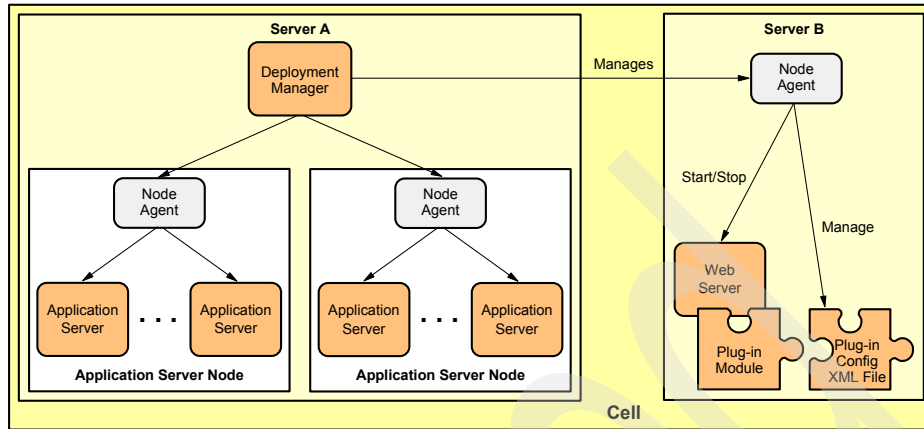 Server A
Server B
Deployment
Manager
Manages
Node
Agent
Node
Agent
Node
Agent
Start/Stop
Manage
Application
Server
. . .
Application
Server
Application
Server
. . .
Application
Server
Web
Server
Plug-in
Module
Plug-in
Config
XML File
Application Server Node
Application Server Node
Cell